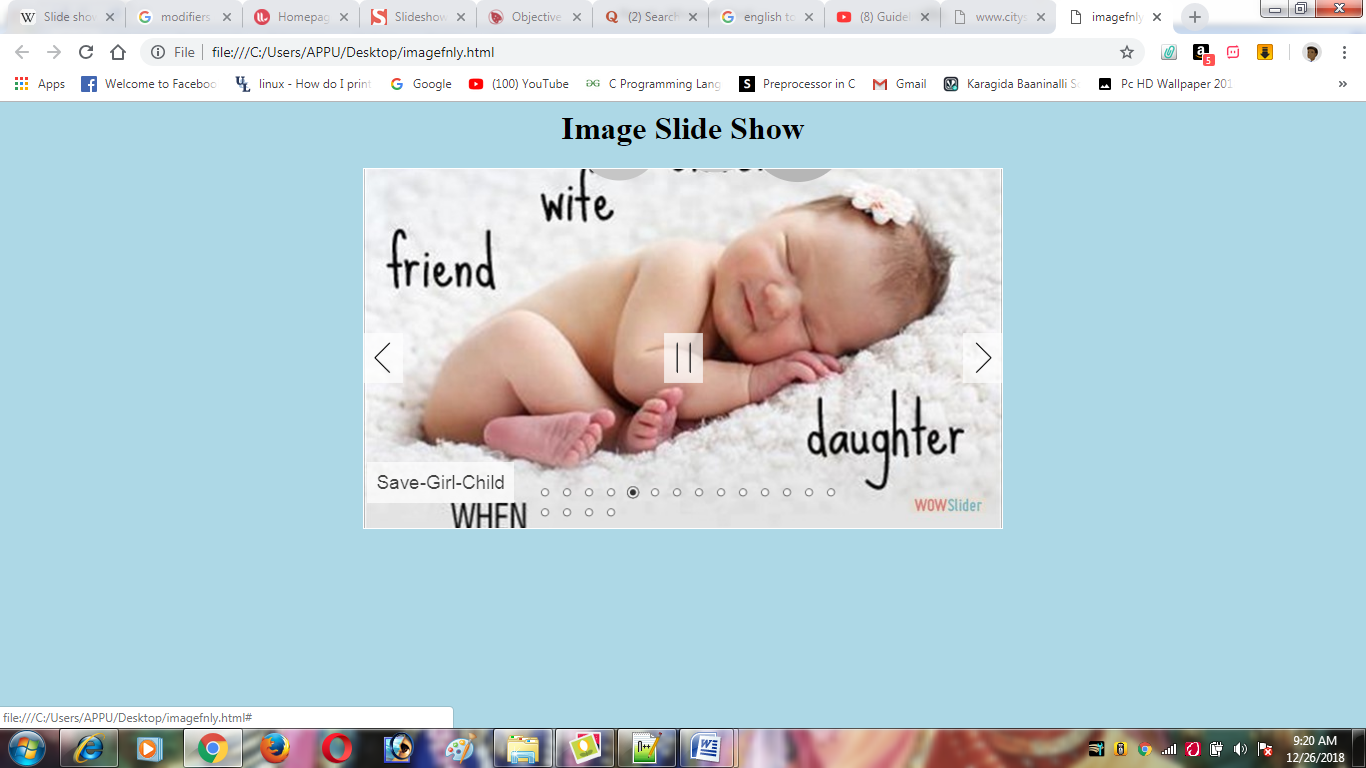 Slide show
modifiers
Homepag
Slideshow
Objective
(2) Search
english to
(8) Guidel
www.citys
imagefnly
File
file:///C:/Users/APPU/Desktop/imagefnly.html
5
Apps
Welcome to Faceboo
linux - How do I print
Google
(100) YouTube
C Programming Lang
Preprocessor in C
Gmail
Karagida Baaninalli So
Pc HD Wallpaper 201
Image Slide Show
wife
friend
daughter
Save-Girl-Child
WHEN
WOWSlider
file:///C:/Users/APPU/Desktop/imagefnly.html#
9:20 AM
12/26/2018